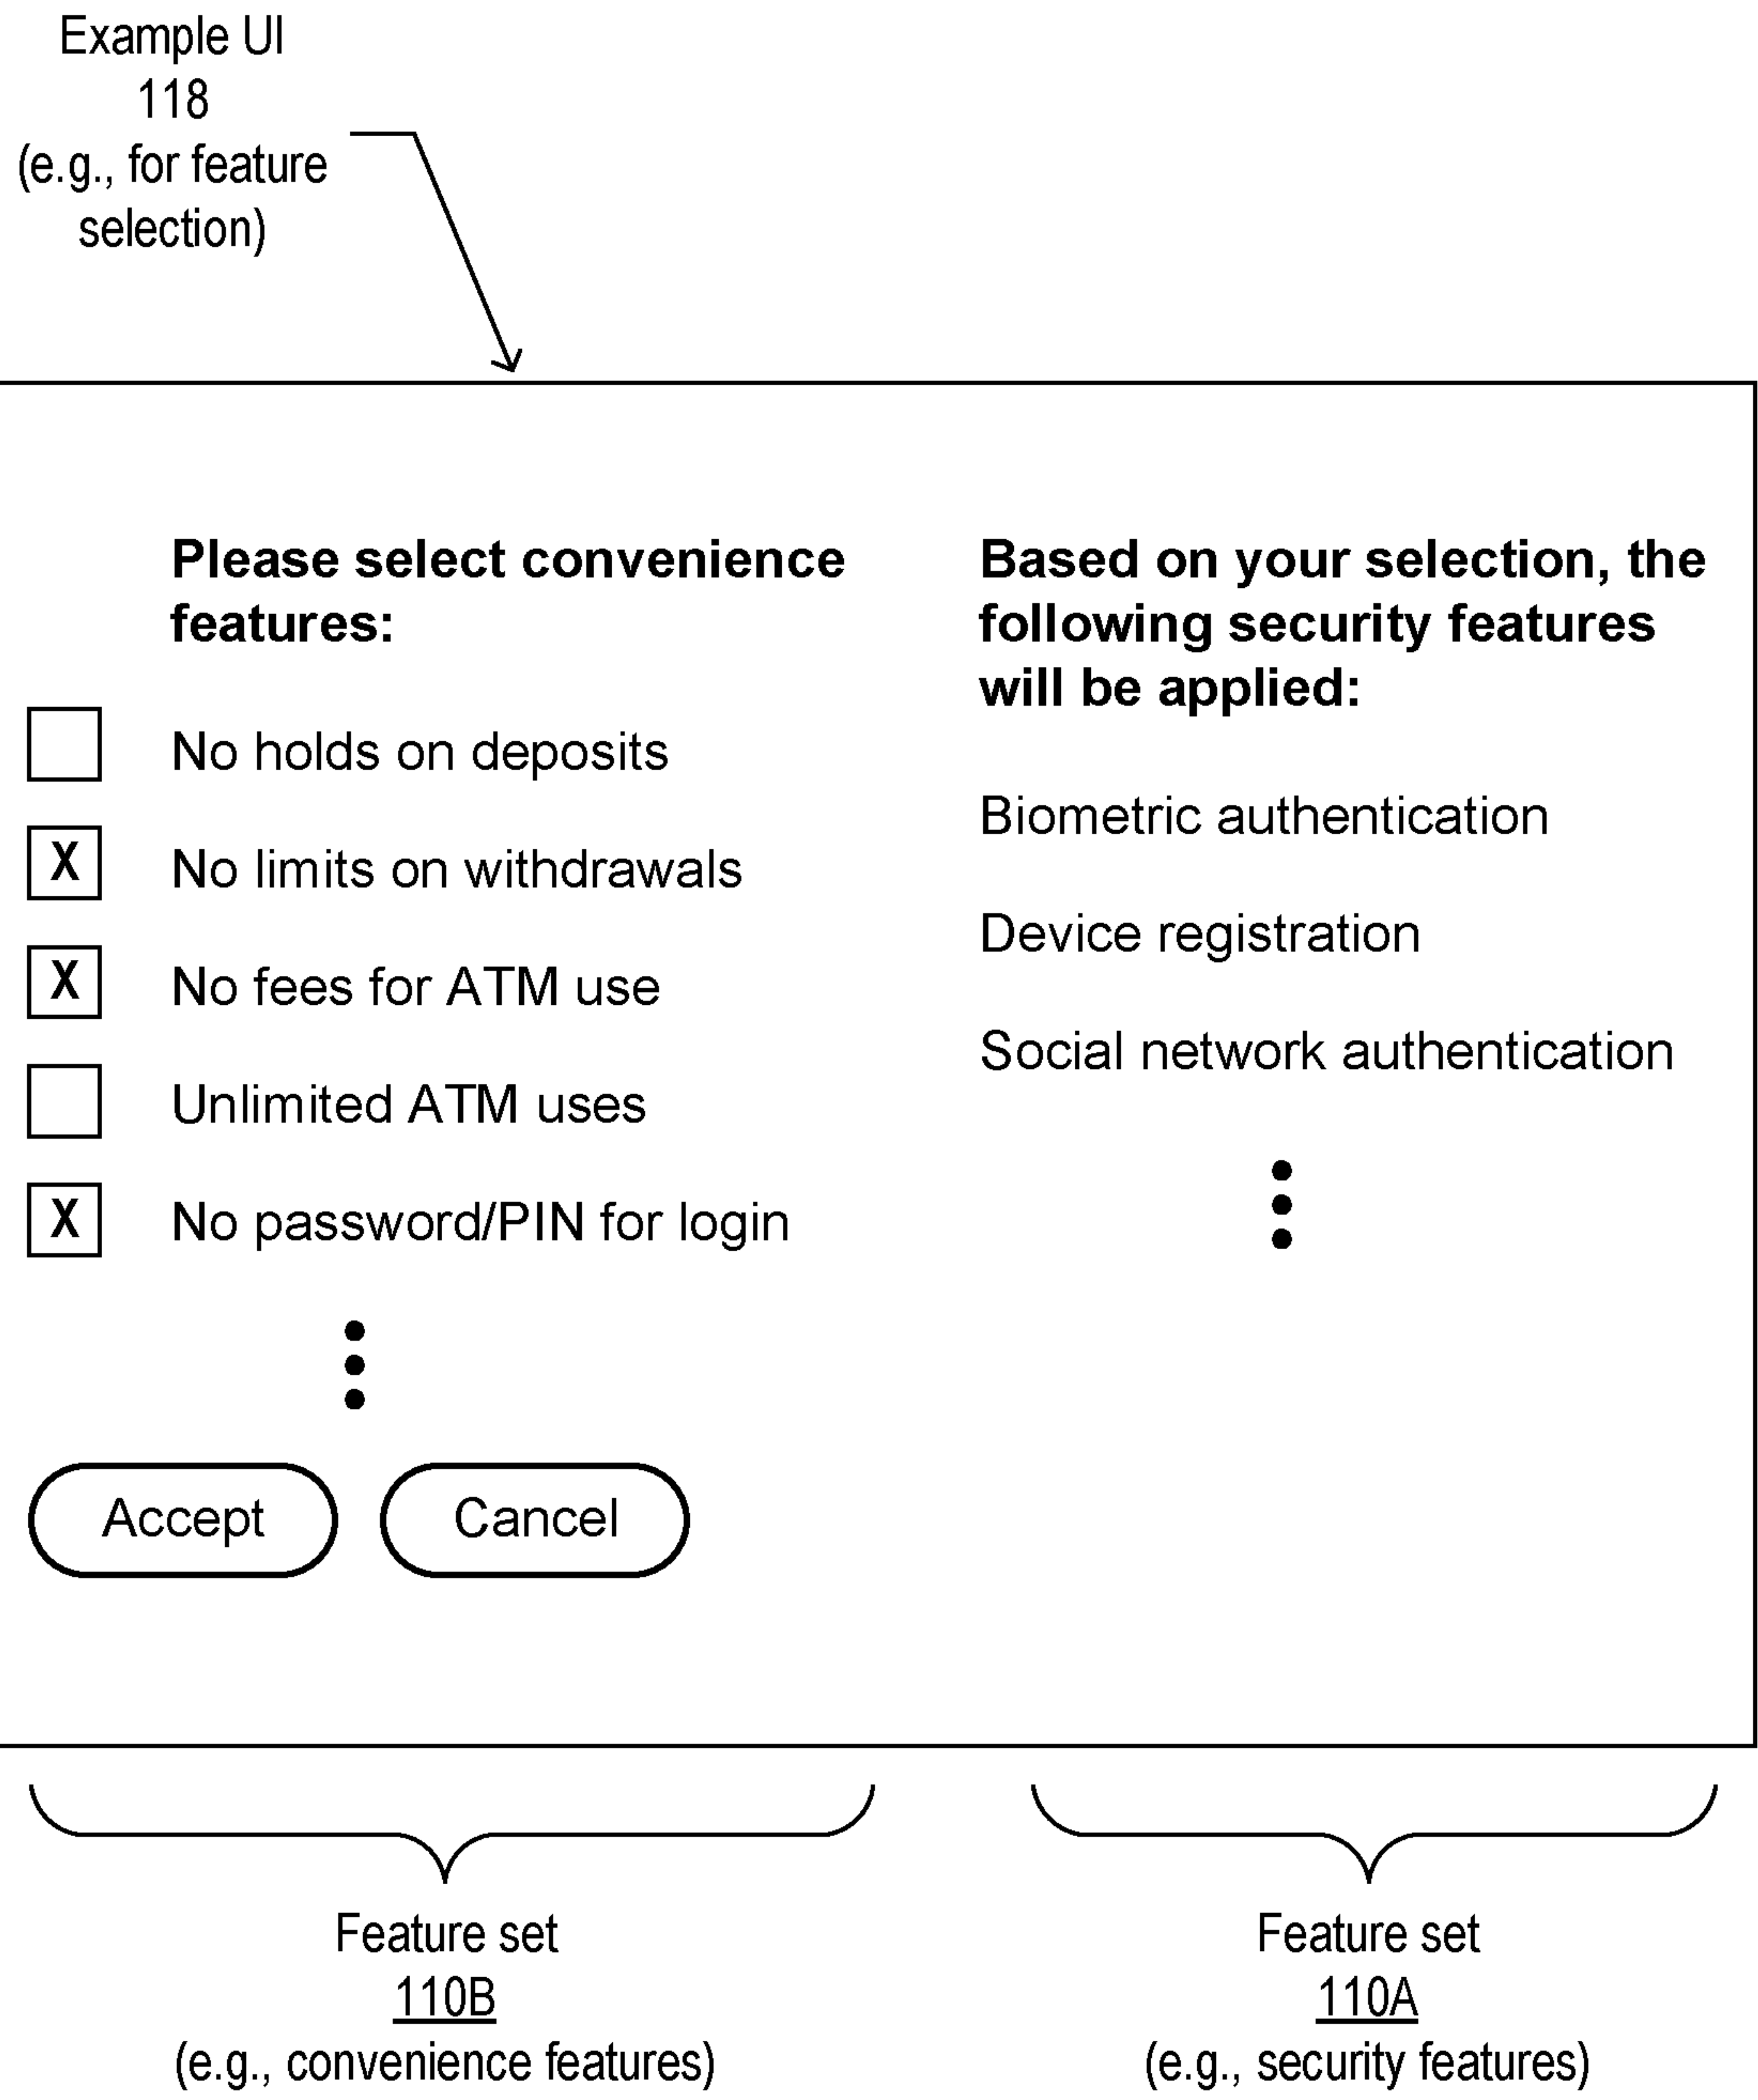 Example UI
118
(e.g., for feature
selection)
Please select convenience
features:
No holds on deposits
X No limits on withdrawals
X No fees for ATM use
Unlimited ATM uses
X No password/PIN for login
Accept Cancel
Based on your selection, the
following security features
will be applied:
Biometric authentication
Device registration
Social network authentication
Feature set
110B
(e.g., convenience features)
Feature set
110A
(e.g., security features)